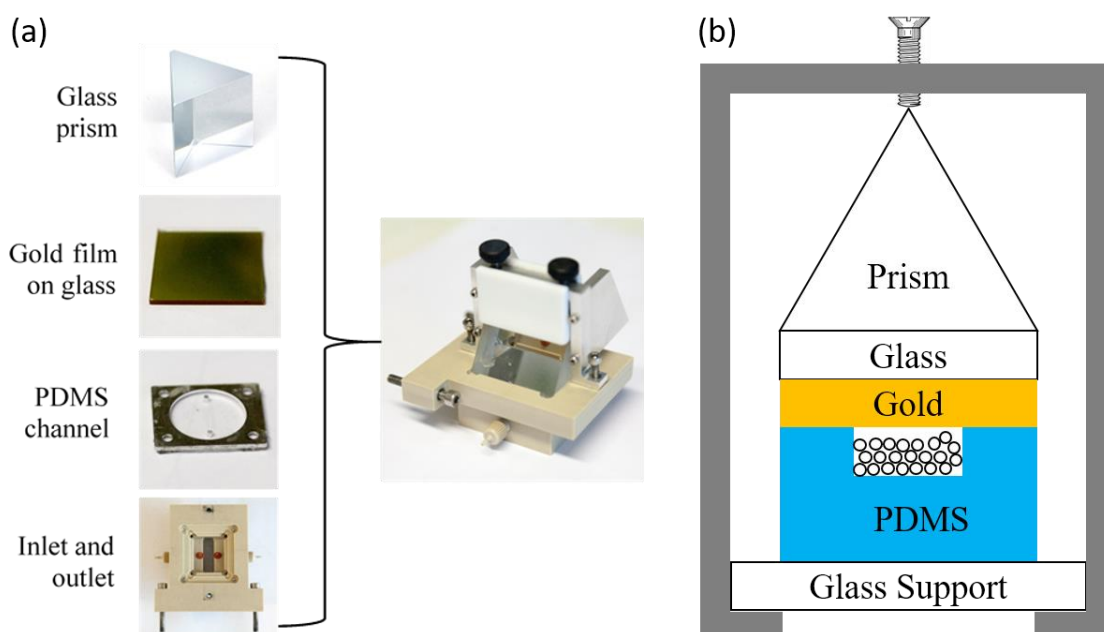 (a)
Glass
prism
Gold film
on glass
PDMS
channel
Inlet and
outlet
(b)
Prism
Glass
Gold
PDMS
Glass Support